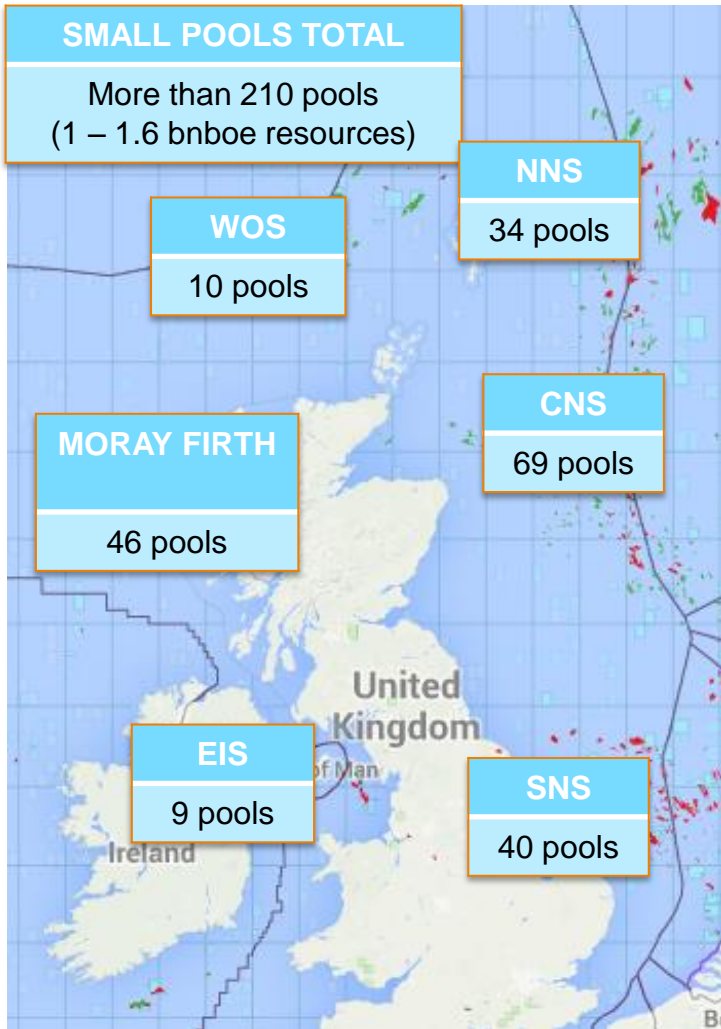 SMALL POOLS TOTAL
More than 210 pools
(1 – 1.6 bnboe resources)
NNS
34 pools
WOS
10 pools
CNS
69 pools
MORAY FIRTH
46 pools
United
Kingdom
EIS
9 pools
of Man
SNS
40 pools
Ireland